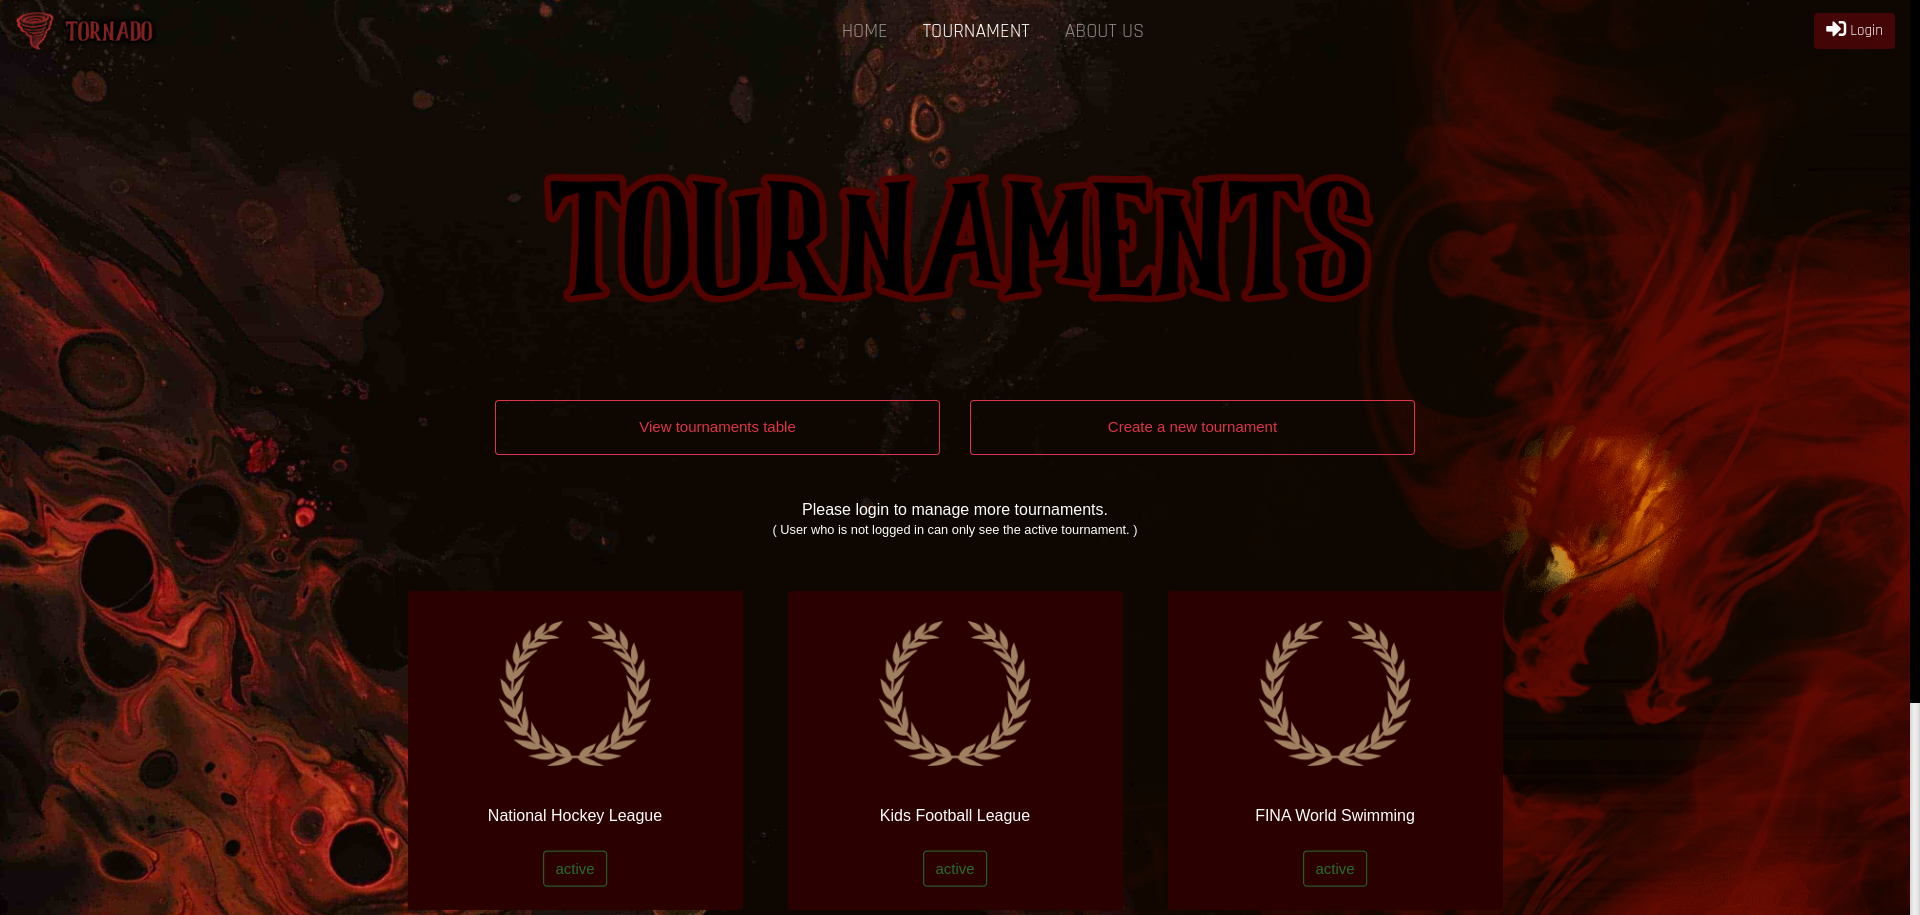 TORNADO
HOME
TOURNAMENT
ABOUT US
Login
TOURNAMENTS
View tournaments table
Create a new tournament
Please login to manage more tournaments.
( User who is not logged in can only see the active tournament. )
National Hockey League
Kids Football League
FINA World Swimming
active
active
active